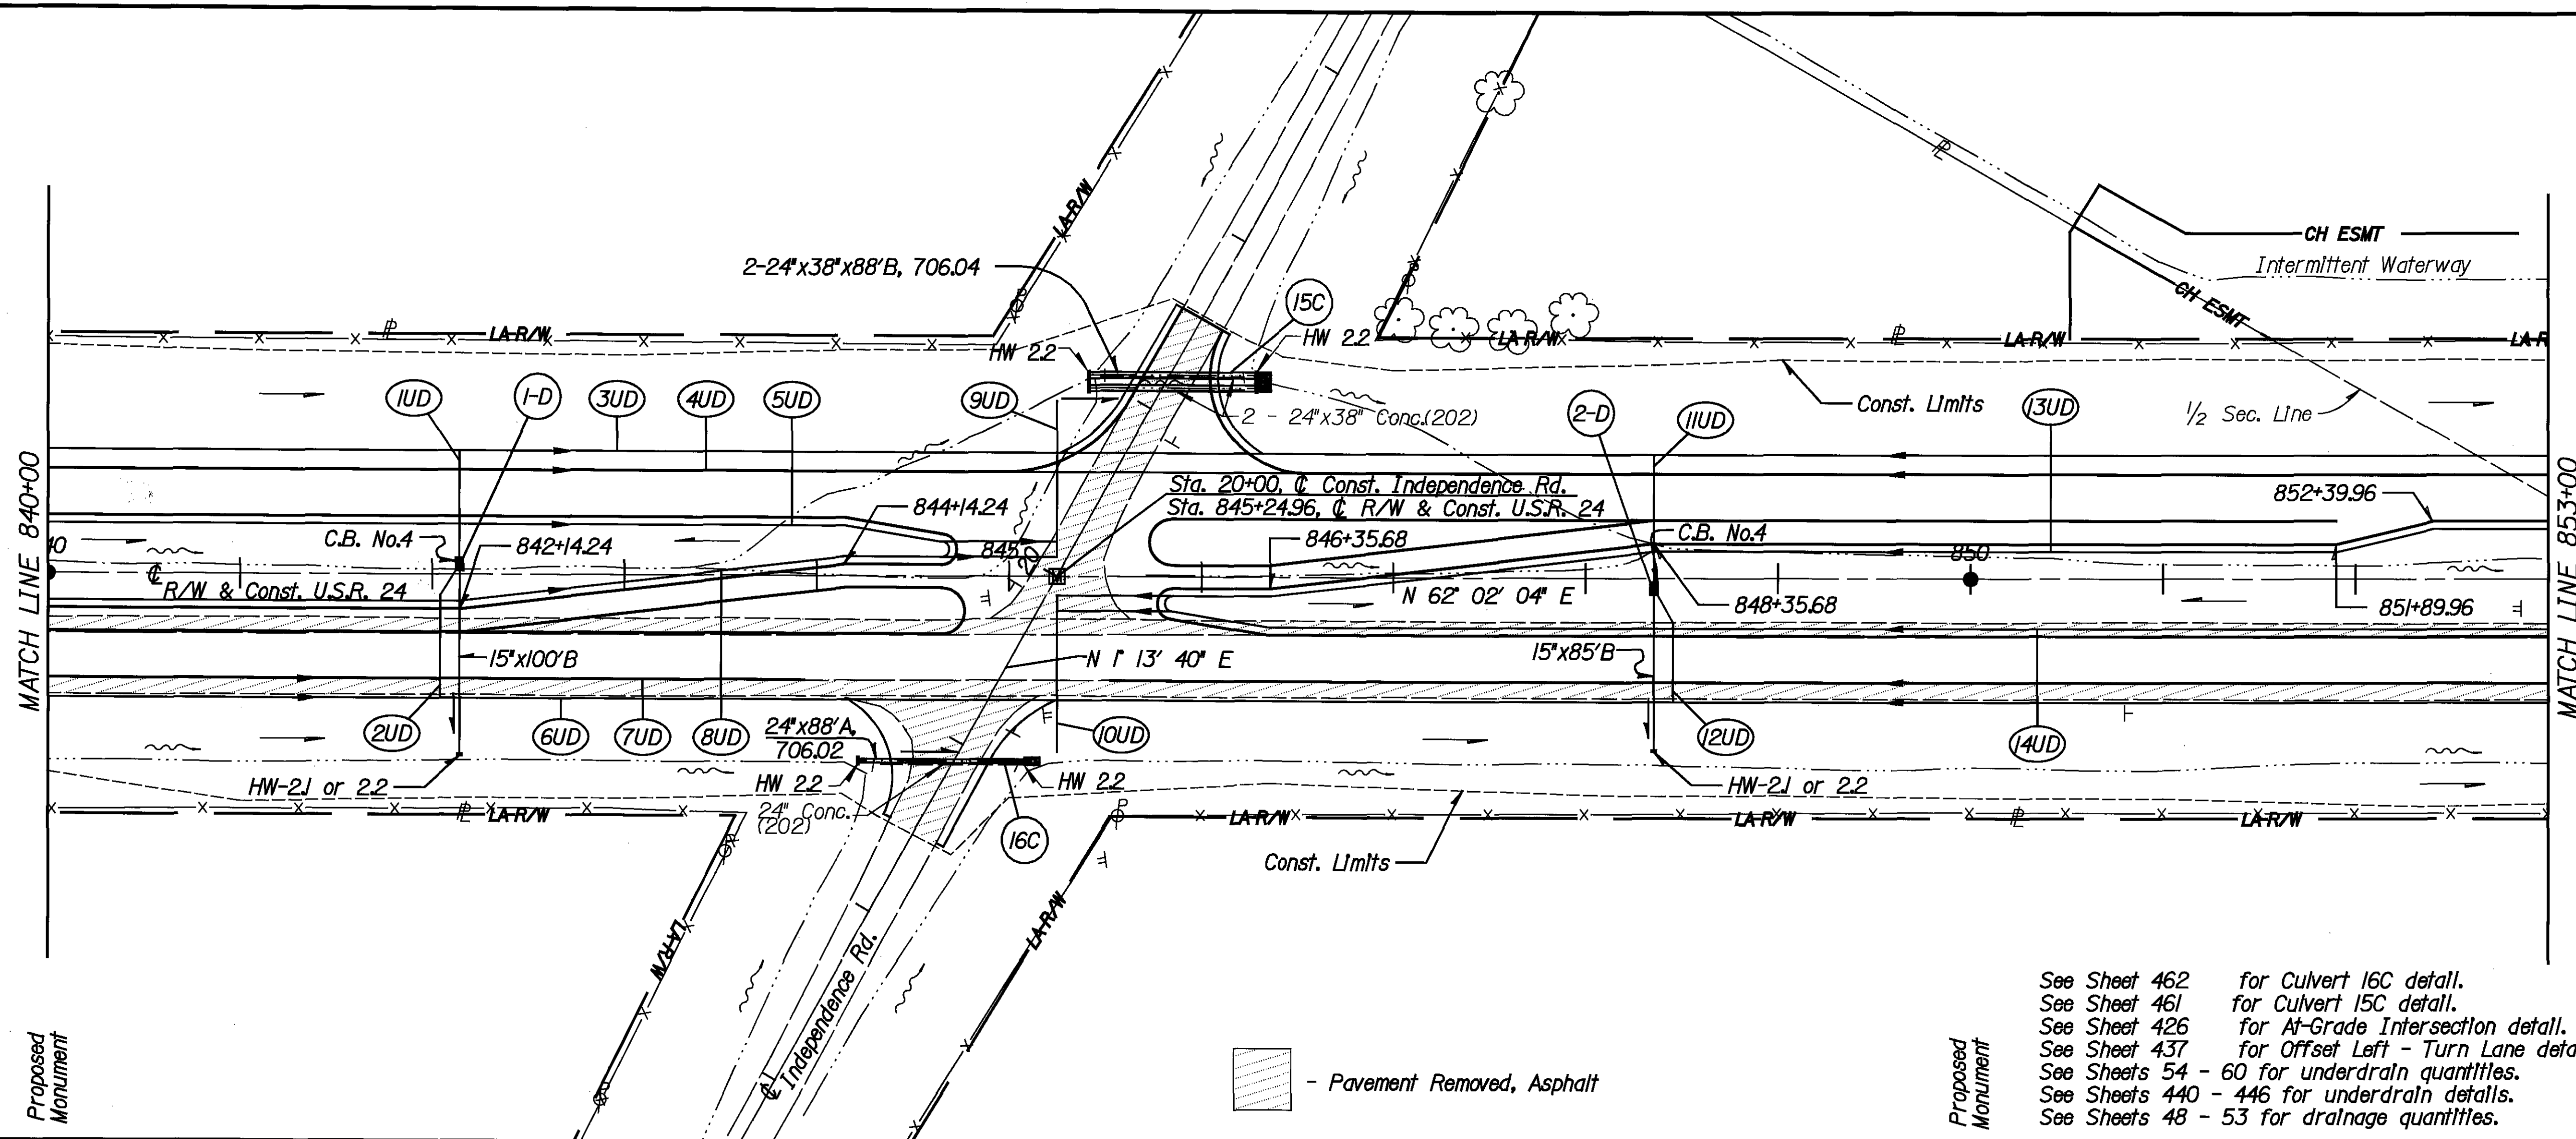 LA-R/W
CH ESMT
Intermittent Waterway
CH ESMT
2-24"x38"x88'B, 706.04
15C
LA-R/W
HW 2.2
HW 2.2
LA-R/W
LA-R/W
LA-R
1UD
1-D
3UD
4UD
5UD
9UD
2 - 24"x38" Conc.(202)
2-D
11UD
Const. Limits
13UD
1/2 Sec. Line
MATCH LINE 840+00
Sta. 20+00, ℄ Const. Independence Rd.
Sta. 845+24.96, ℄ R/W & Const. U.S.R. 24
844+14.24
852+39.96
MATCH LINE 853+00
C.B. No.4
842+14.24
845
20
846+35.68
C.B. No.4
850
40
℄
R/W & Const. U.S.R. 24
N 62° 02' 04" E
848+35.68
851+89.96
15"x100'B
N 1° 13' 40" E
15"x85'B
2UD
6UD
7UD
8UD
24"x88'A,
706.02
10UD
12UD
14UD
HW-2.1 or 2.2
HW 2.2
HW 2.2
HW-2.1 or 2.2
24" Conc.
(202)
LA-R/W
16C
LA-R/W
LA-R/W
LA-R/W
Const. Limits
LA-R/W
LA-R/W
℄ Independence Rd.
Proposed
Monument
- Pavement Removed, Asphalt
Proposed
Monument
See Sheet 462 for Culvert 16C detail.
See Sheet 461 for Culvert 15C detail.
See Sheet 426 for At-Grade Intersection detail.
See Sheet 437 for Offset Left - Turn Lane deta
See Sheets 54 - 60 for underdrain quantities.
See Sheets 440 - 446 for underdrain details.
See Sheets 48 - 53 for drainage quantities.